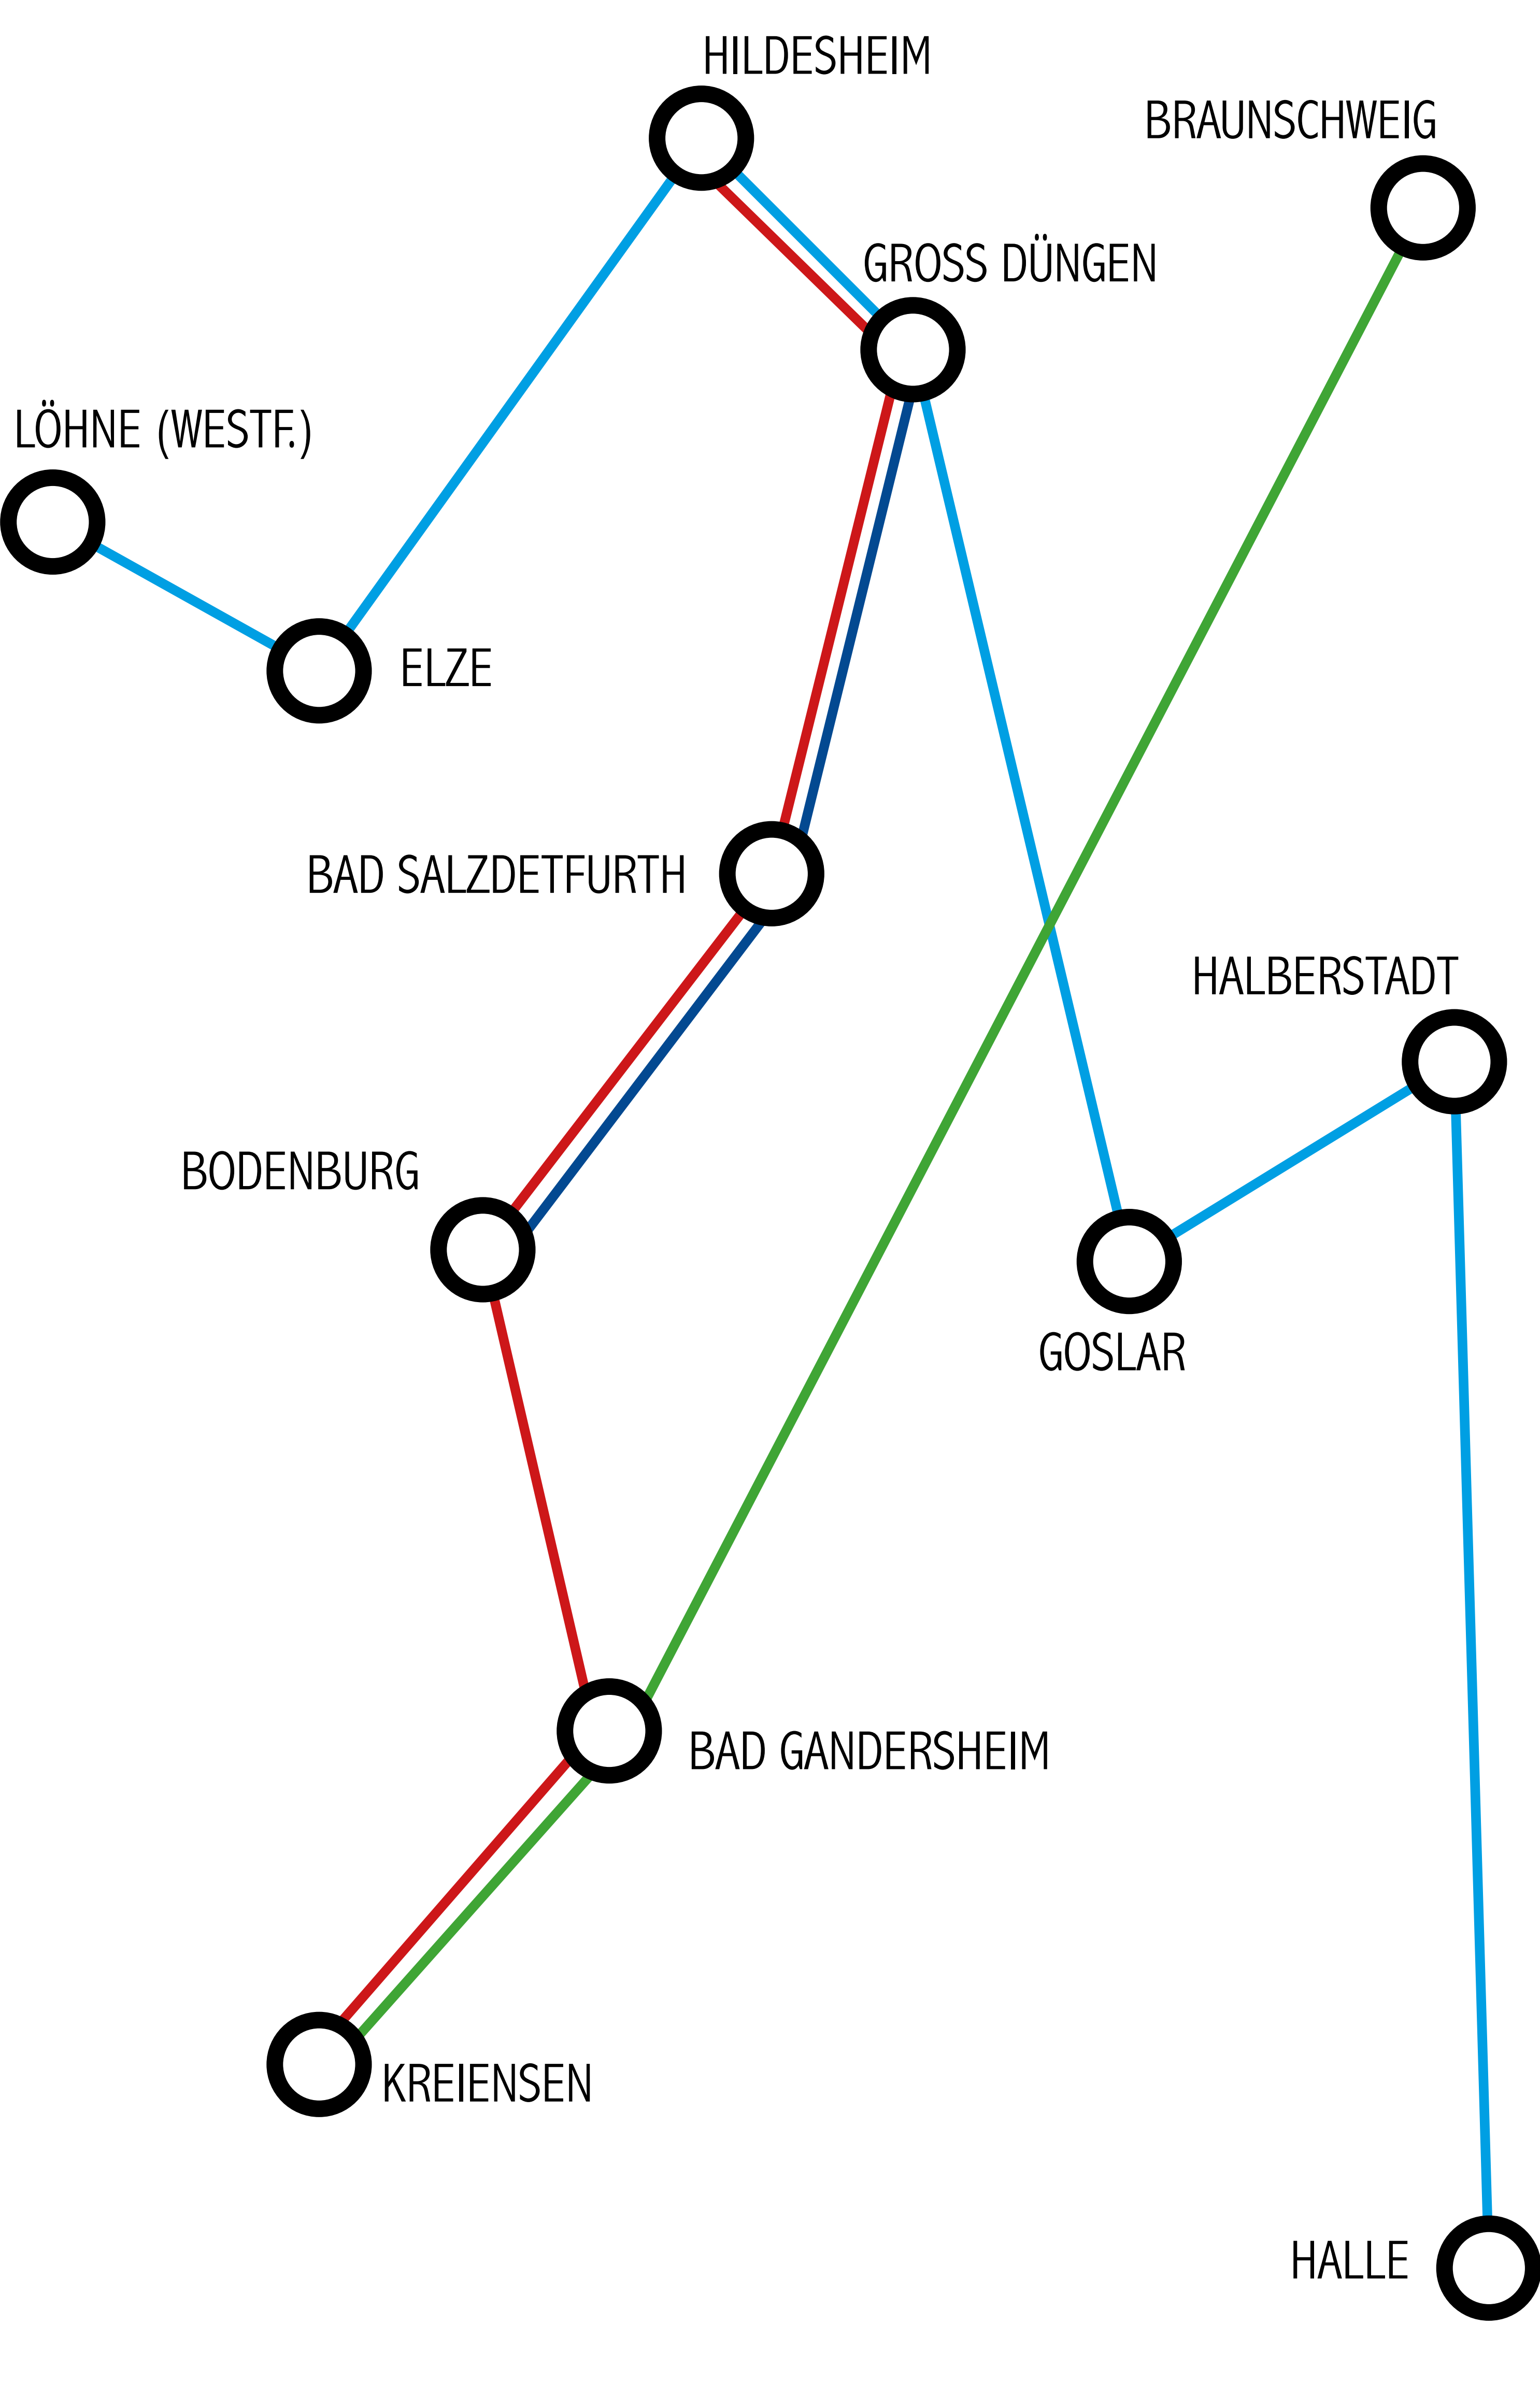 HILDESHEIM
BRAUNSCHWEIG
GROSS DÜNGEN
LÖHNE (WESTF.)
ELZE
BAD SALZDETFURTH
HALBERSTADT
BODENBURG
GOSLAR
BAD GANDERSHEIM
KREIENSEN
HALLE